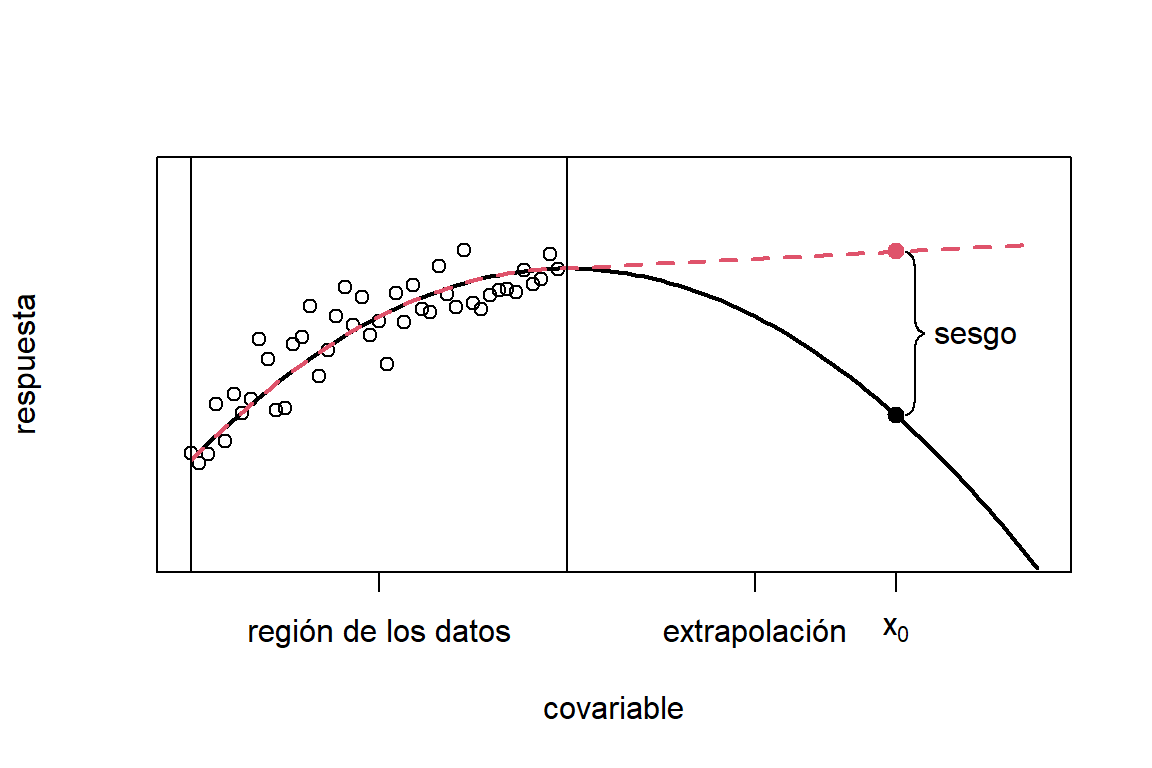 respuesta
sesgo
región de los datos
extrapolación
x₀
covariable